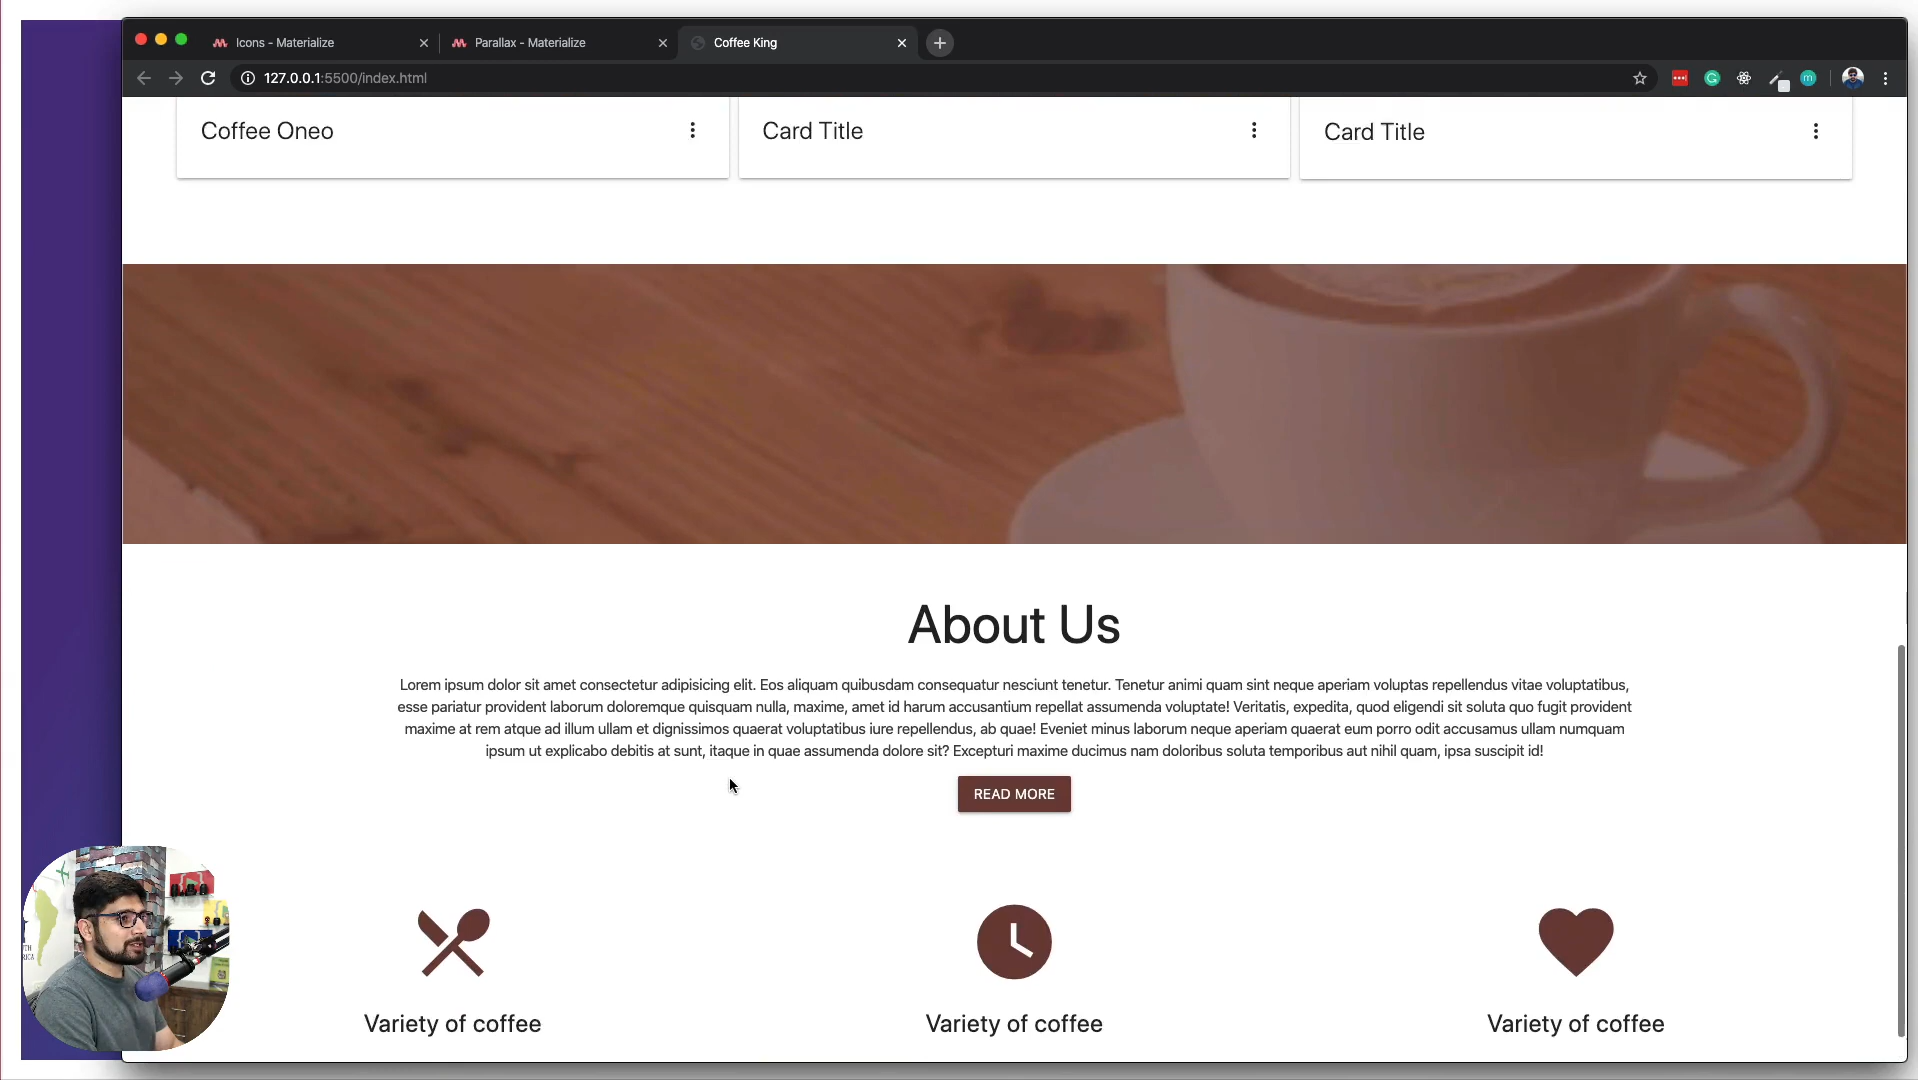 Icons - Materialize
Parallax - Materialize
Coffee King
127.0.0.1:5500/index.html
Coffee Oneo
Card Title
Card Title
About Us
Lorem ipsum dolor sit amet consectetur adipisicing elit. Eos aliquam quibusdam consequatur nesciunt tenetur. Tenetur animi quam sint neque aperiam voluptas repellendus vitae voluptatibus,
esse pariatur provident laborum doloremque quisquam nulla, maxime, amet id harum accusantium repellat assumenda voluptate! Veritatis, expedita, quod eligendi sit soluta quo fugit provident
maxime at rem atque ad illum ullam et dignissimos quaerat voluptatibus iure repellendus, ab quae! Eveniet minus laborum neque aperiam quaerat eum porro odit accusamus ullam numquam
ipsum ut explicabo debitis at sunt, itaque in quae assumenda dolore sit? Excepturi maxime ducimus nam doloribus soluta temporibus aut nihil quam, ipsa suscipit id!
READ MORE
Variety of coffee
Variety of coffee
Variety of coffee